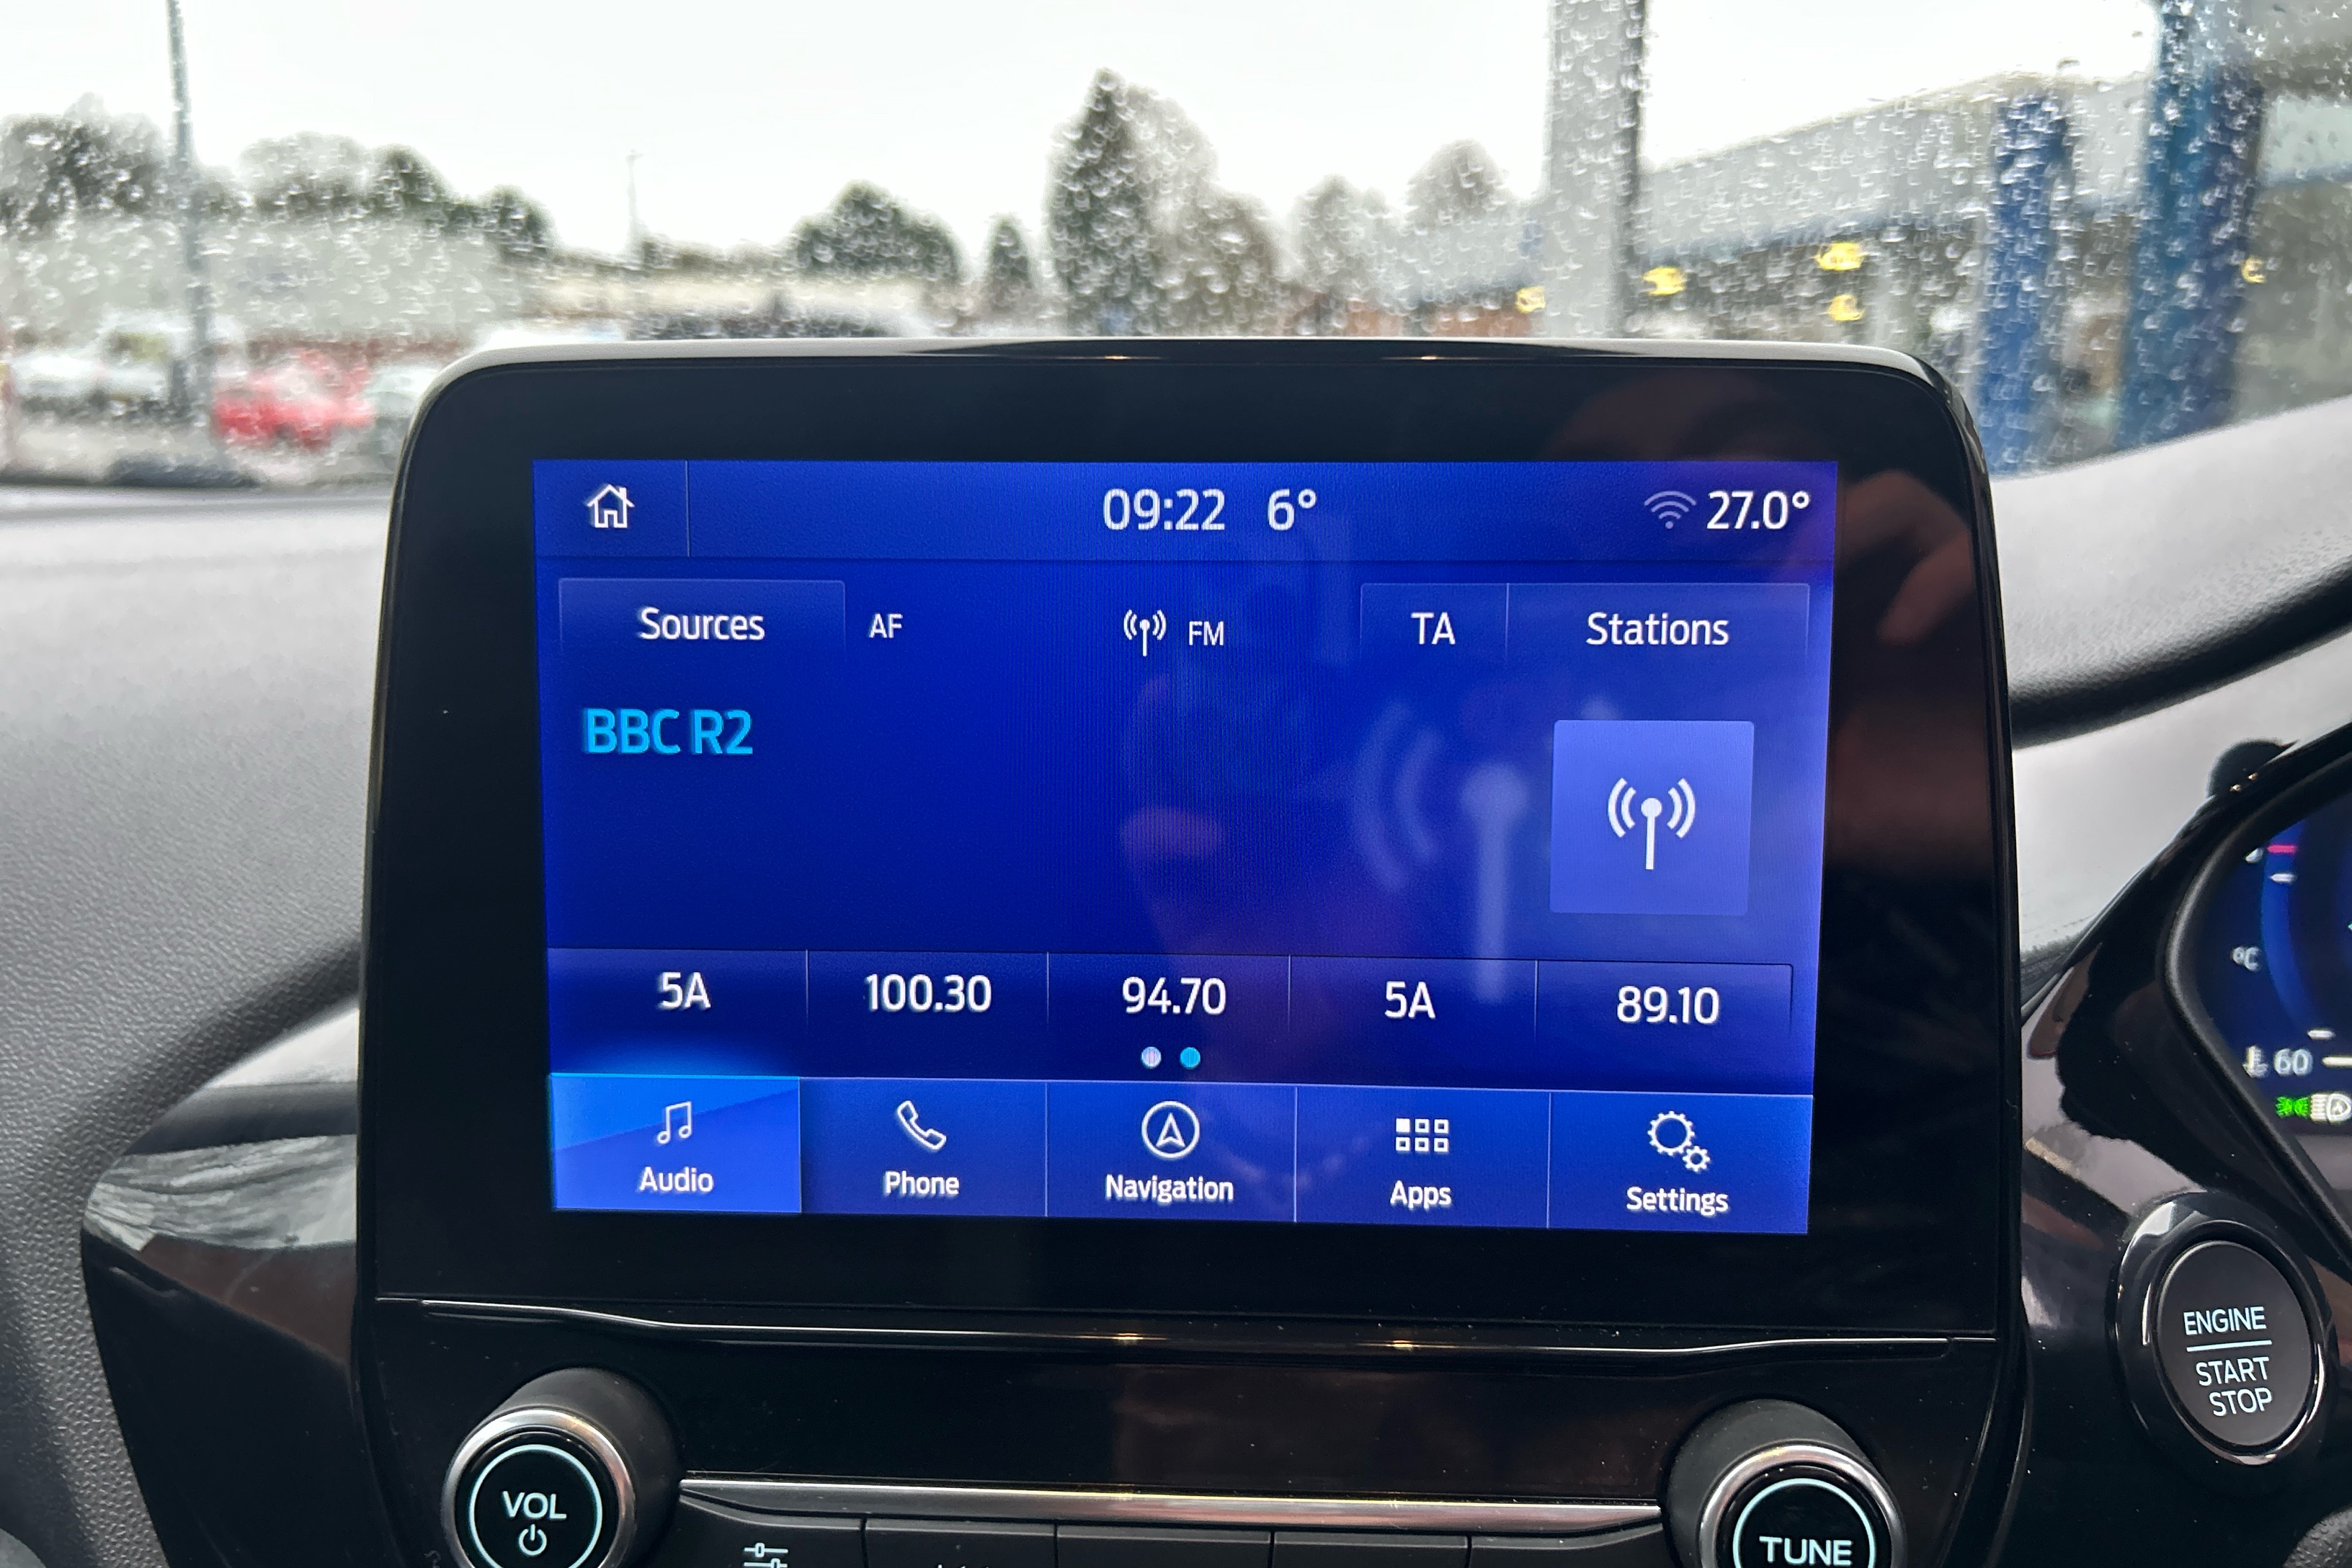 09:22 6° 27.0°
Sources AF FM TA Stations
BBC R2
5A 100.30 94.70 5A 89.10
Audio Phone Navigation Apps Settings
°C
60
ENGINE
START
STOP
VOL
TUNE